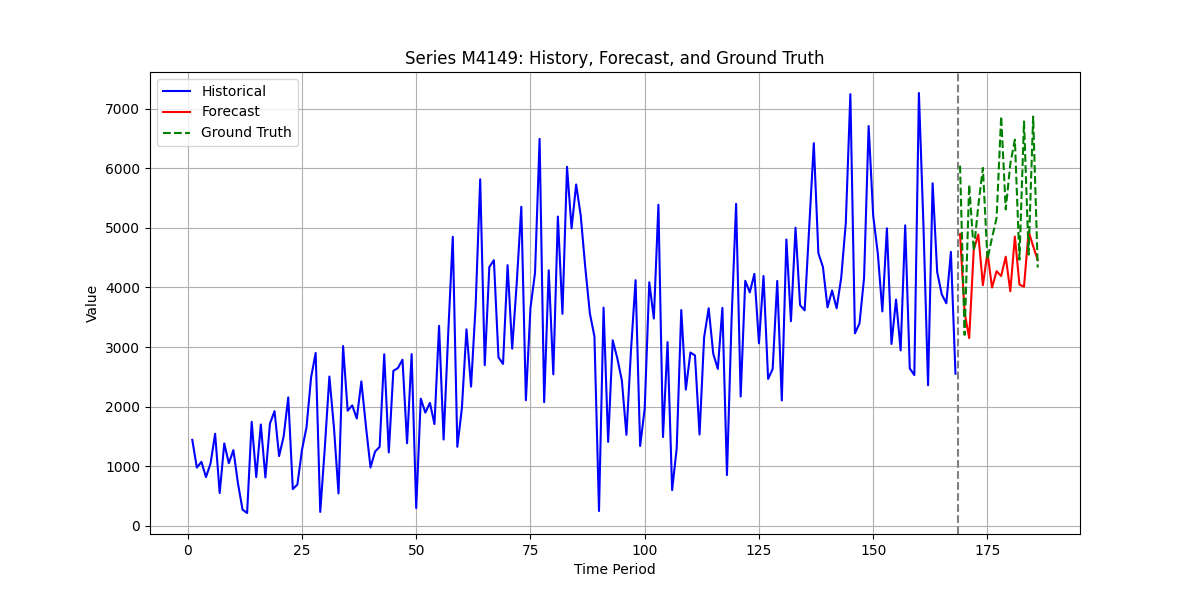 Series M4149: History, Forecast, and Ground Truth
Historical
Forecast
Ground Truth
Value
7000
6000
5000
4000
3000
2000
1000
0
0 25 50 75 100 125 150 175
Time Period